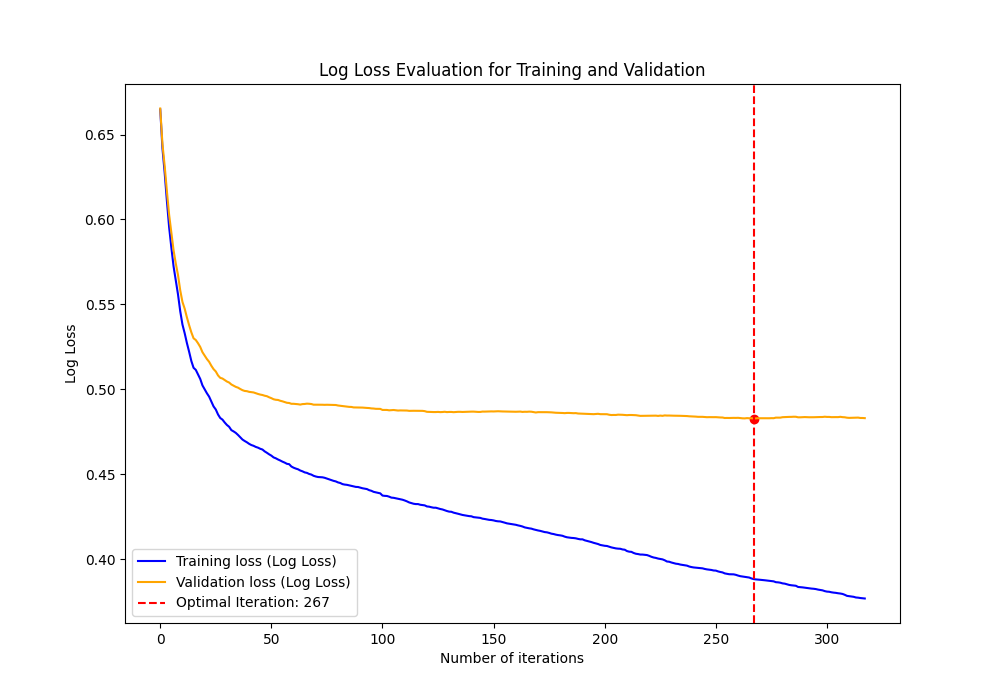 Log Loss Evaluation for Training and Validation
Log Loss
0.65
0.60
0.55
0.50
0.45
0.40
Training loss (Log Loss)
Validation loss (Log Loss)
Optimal Iteration: 267
0 50 100 150 200 250 300
Number of iterations